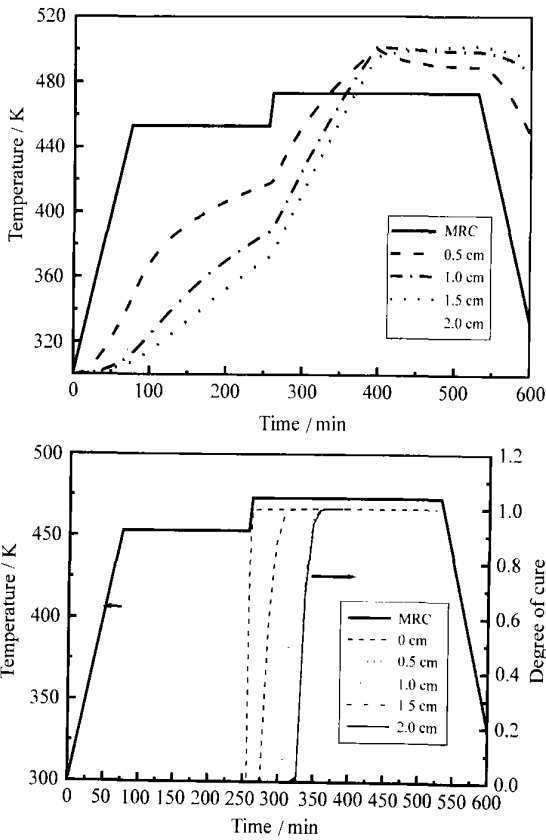 520
480
440
400
360
320
Temperature / K
MRC
0.5 cm
1.0 cm
1.5 cm
2.0 cm
0 100 200 300 400 500 600
Time / min
500
450
400
350
300
Temperature / K
1.2
1.0
0.8
0.6
0.4
0.2
0.0
Degree of cure
MRC
0 cm
0.5 cm
1.0 cm
1.5 cm
2.0 cm
0 50 100 150 200 250 300 350 400 450 500 550 600
Time / min